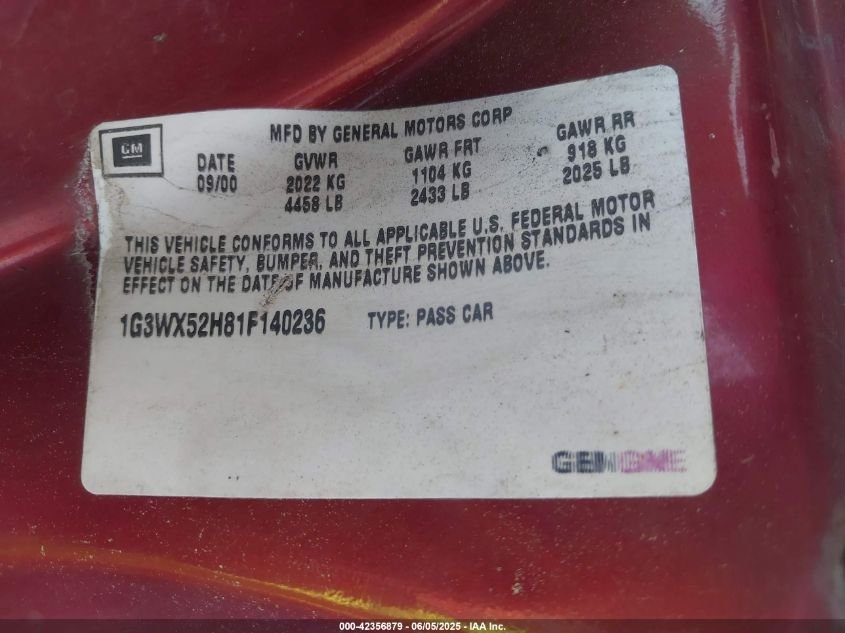 MFD BY GENERAL MOTORS CORP
GM
DATE GVWR GAWR FRT GAWR RR
09/00 2022 KG 1104 KG 918 KG
4458 LB 2433 LB 2025 LB
THIS VEHICLE CONFORMS TO ALL APPLICABLE U.S. FEDERAL MOTOR
VEHICLE SAFETY, BUMPER, AND THEFT PREVENTION STANDARDS IN
EFFECT ON THE DATE OF MANUFACTURE SHOWN ABOVE.
1G3WX52H81F140236 TYPE: PASS CAR
000-42356879 - 06/05/2025 - IAA Inc.